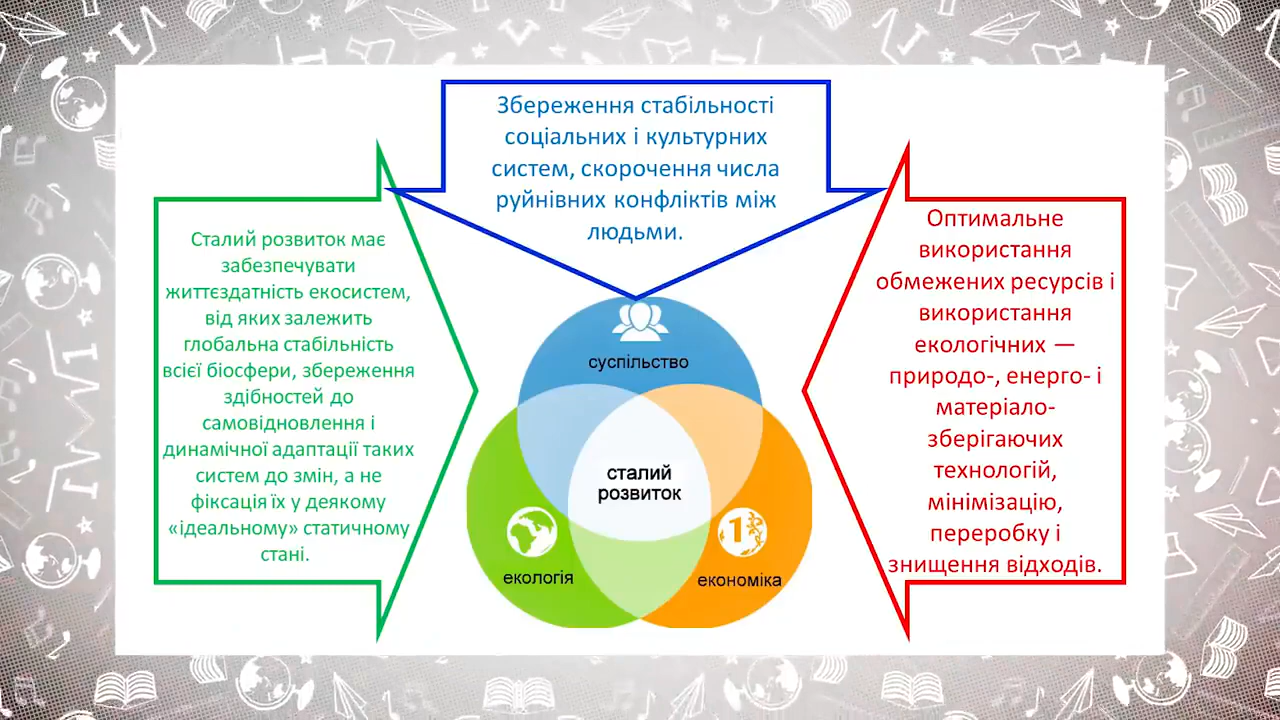 Збереження стабільності
соціальних і культурних
систем, скорочення числа
руйнівних конфліктів між
людьми.
Сталий розвиток має
забезпечувати
життєздатність екосистем,
від яких залежить
глобальна стабільність
всієї біосфери, збереження
здібностей до
самовідновлення і
динамічної адаптації таких
систем до змін, а не
фіксація їх у деякому
«ідеальному» статичному
стані.
суспільство
сталий
розвиток
екологія
1
економіка
Оптимальне
використання
обмежених ресурсів і
використання
екологічних —
природо-, енерго- і
матеріало-
зберігаючих
технологій,
мінімізацію,
переробку і
знищення відходів.